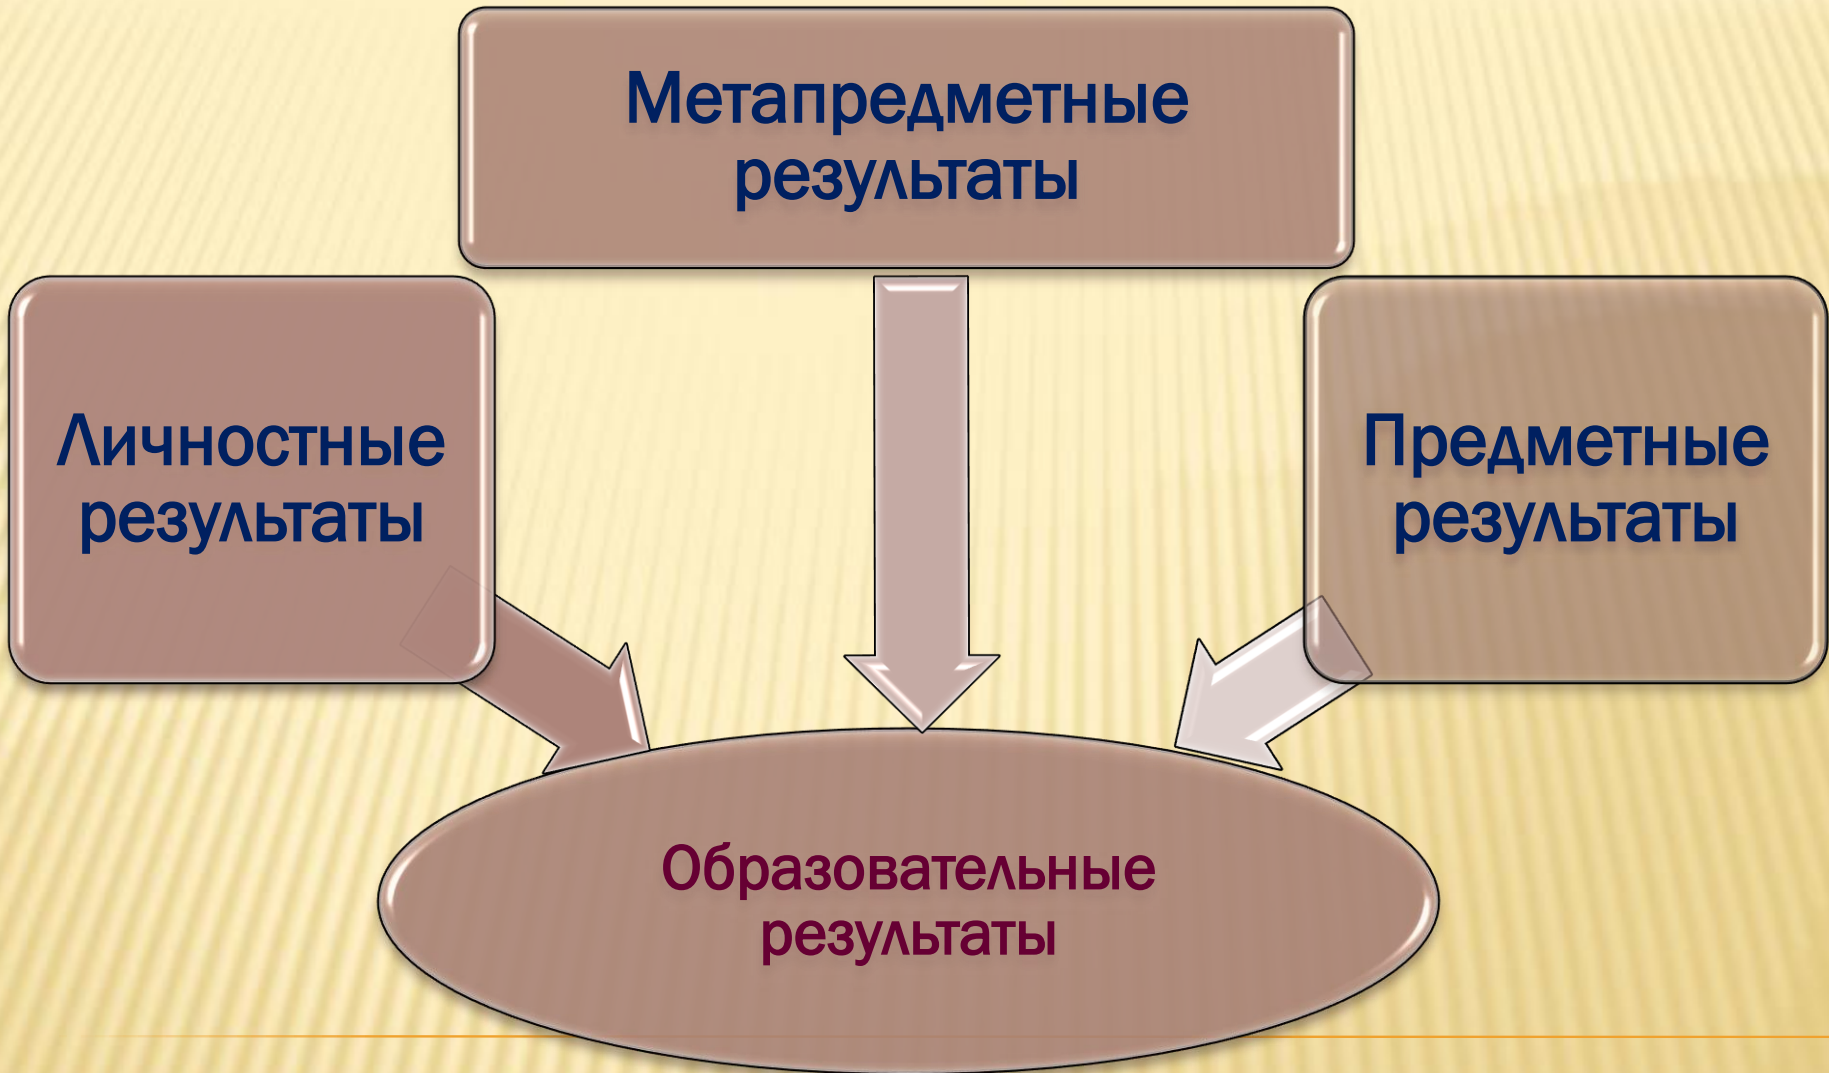 Метапредметные
результаты
Личностные
результаты
Предметные
результаты
Образовательные
результаты